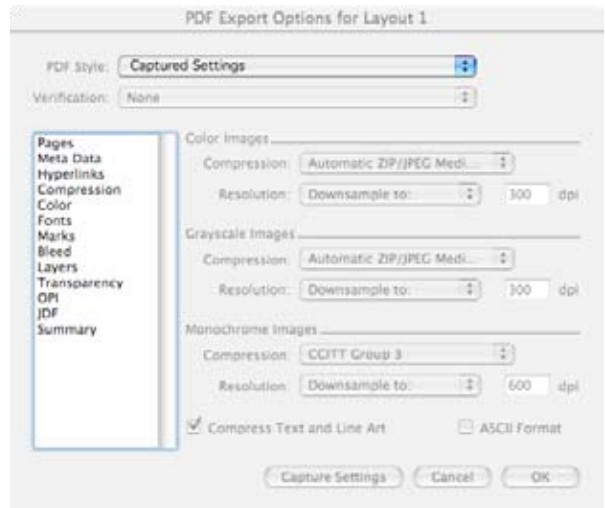 PDF Export Options for Layout 1
PDF Style: Captured Settings
Verification: None
Pages
Meta Data
Hyperlinks
Compression
Color
Fonts
Marks
Bleed
Layers
Transparency
OPI
JDF
Summary
Color Images
Compression: Automatic ZIP/JPEG Medi...
Resolution: Downsample to: 300 dpi
Grayscale Images
Compression: Automatic ZIP/JPEG Medi...
Resolution: Downsample to: 300 dpi
Monochrome Images
Compression: CCITT Group 3
Resolution: Downsample to: 600 dpi
Compress Text and Line Art ASCII Format
Capture Settings Cancel OK